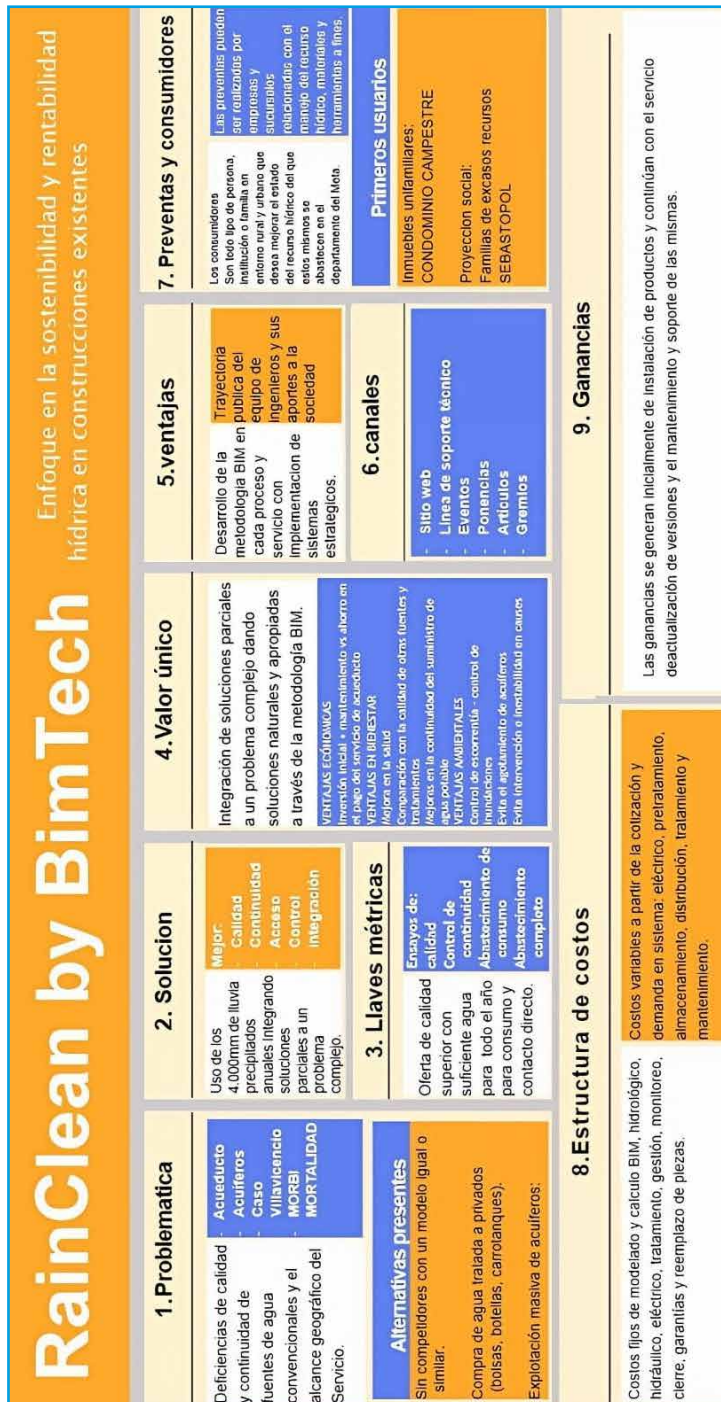 RainClean by BimTech
Enfoque en la sostenibilidad y rentabilidad
hídrica en construcciones existentes
1.Problematica
Deficiencias de calidad
y continuidad de
fuentes de agua
convencionales y el
alcance geográfico del
Servicio.
- Acueducto
- Acuíferos
- Caso
Villavicencio
- MORBI
MORTALIDAD
Alternativas presentes
Sin competidores con un modelo igual o
similar.
Compra de agua tratada a privados
(bolsas, botellas, carrotanques).
Explotación masiva de acuíferos:
2. Solucion
Uso de los
4.000mm de lluvia
precipitados
anuales integrando
soluciones
parciales a un
problema
complejo.
Mejor:
- Calidad
- Continuidad
- Acceso
- Control
- integración
3. Llaves métricas
Oferta de calidad
superior con
suficiente agua
para todo el año
para consumo y
contacto directo.
Ensayos de:
calidad
Control de
continuidad
Abastecimiento de
consumo
Abastecimiento
completo
4.Valor único
Integración de soluciones parciales
a un problema complejo dando
soluciones naturales y apropiadas
a través de la metodología BIM.
VENTAJAS ECONOMICAS
Inversión inicial + mantenimiento vs ahorro en
el pago del servicio de acueducto
VENTAJAS EN BIENESTAR
Mejora en la salud
Comparación con la calidad de otras fuentes y
tratamientos
Mejoras en la continuidad del suministro de
agua potable
VENTAJAS AMBIENTALES
Control de escorrentía - control de
inundaciones
Evita el agotamiento de acuíferos
Evita intervención e inestabilidad en causes
5.ventajas
Desarrollo de la
metodología BIM en
cada proceso y
servicio con
implementacion de
sistemas
estrategicos.
Trayectoria
publica del
equipo de
ingenieros y sus
aportes a la
sociedad
6.canales
- Sitio web
- Linea de soporte técnico
- Eventos
- Ponencias
- Articulos
- Gremios
7. Preventas y consumidores
Los consumidores
Son todo tipo de persona,
institución o familia en
entorno rural y urbano que
desea mejorar el estado
del recurso hídrico del que
estos mismos se
abastecen en el
departamento del Meta.
Las preventas pueden
ser realizadas por
empresas y
sucursales
relacionadas con el
manejo del recurso
hídrico, materiales y
herramientas a fines.
Primeros usuarios
Inmuebles unifamiliares:
CONDOMINIO CAMPESTRE
Proyeccion social:
Familias de excasos recursos
SEBASTOPOL
8.Estructura de costos
Costos fijos de modelado y calculo BIM, hidrológico,
hidráulico, eléctrico, tratamiento, gestión, monitoreo,
cierre, garantías y reemplazo de piezas.
Costos variables a partir de la cotización y
demanda en sistema: eléctrico, pretratamiento,
almacenamiento, distribución, tratamiento y
mantenimiento.
9. Ganancias
Las ganancias se generan inicialmente de instalación de productos y continúan con el servicio
deactualización de versiones y el mantenimiento y soporte de las mismas.